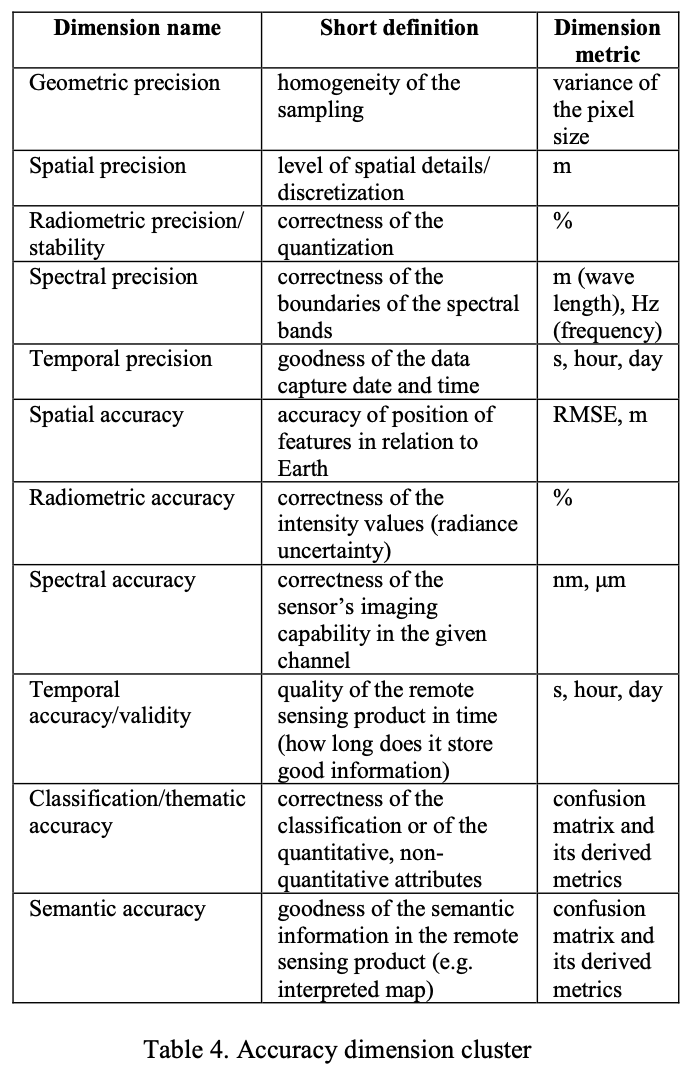 Dimension name Short definition Dimension
metric
Geometric precision homogeneity of the variance of
sampling the pixel
size
Spatial precision level of spatial details/ m
discretization
Radiometric precision/ correctness of the %
stability quantization
Spectral precision correctness of the m (wave
boundaries of the spectral length), Hz
bands (frequency)
Temporal precision goodness of the data s, hour, day
capture date and time
Spatial accuracy accuracy of position of RMSE, m
features in relation to
Earth
Radiometric accuracy correctness of the %
intensity values (radiance
uncertainty)
Spectral accuracy correctness of the nm, μm
sensor’s imaging
capability in the given
channel
Temporal quality of the remote s, hour, day
accuracy/validity sensing product in time
(how long does it store
good information)
Classification/thematic correctness of the confusion
accuracy classification or of the matrix and
quantitative, non- its derived
quantitative attributes metrics
Semantic accuracy goodness of the semantic confusion
information in the remote matrix and
sensing product (e.g. its derived
interpreted map) metrics
Table 4. Accuracy dimension cluster